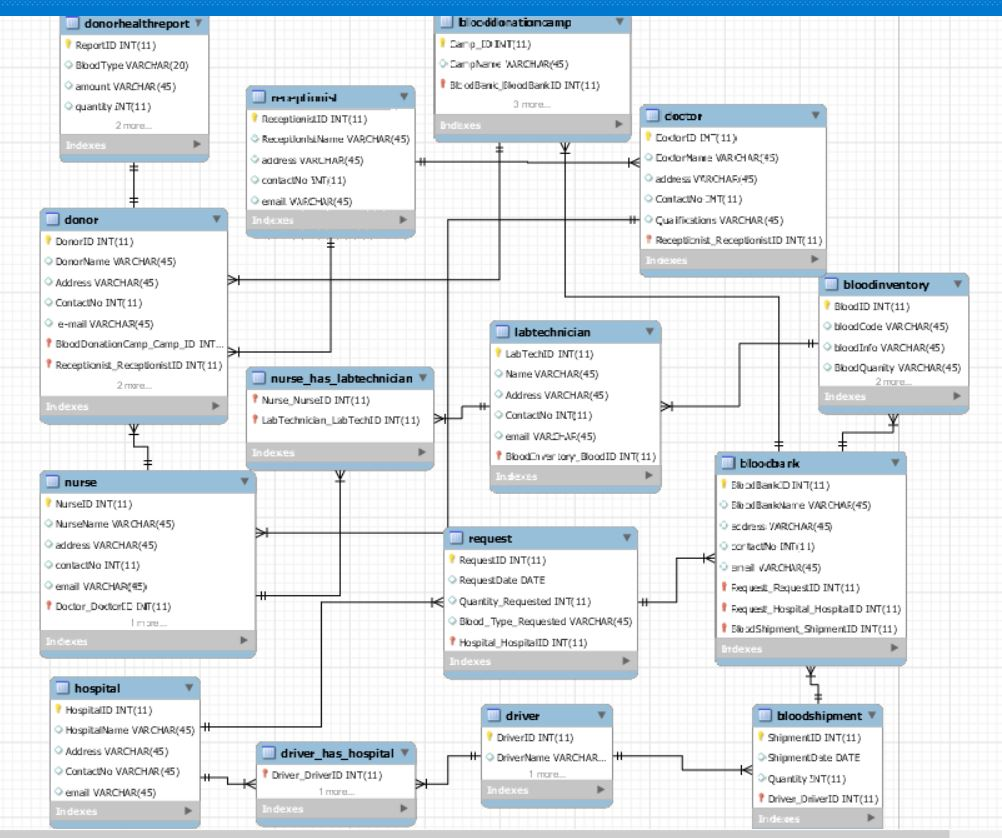 donorhealthreport
ReportID INT(11)
BloodType VARCHAR(20)
amount VARCHAR(45)
quantity INT(11)
2 more...
Indexes
blooddonationcamp
Camp_ID INT(11)
CampName VARCHAR(45)
BloodBank_BloodBankID INT(11)
3 more...
Indexes
receptionist
ReceptionistID INT(11)
ReceptionistName VARCHAR(45)
address VARCHAR(45)
contactNo INT(11)
email VARCHAR(45)
Indexes
doctor
DoctorID INT(11)
DoctorName VARCHAR(45)
address VARCHAR(45)
ContactNo INT(11)
Qualifications VARCHAR(45)
Receptionist_ReceptionistID INT(11)
Indexes
donor
DonorID INT(11)
DonorName VARCHAR(45)
Address VARCHAR(45)
ContactNo INT(11)
e-mail VARCHAR(45)
BloodDonationCamp_Camp_ID INT...
Receptionist_ReceptionistID INT(11)
2 more...
Indexes
bloodinventory
BloodID INT(11)
bloodCode VARCHAR(45)
bloodInfo VARCHAR(45)
BloodQuanity VARCHAR(45)
2 more...
Indexes
labtechnician
LabTechID INT(11)
Name VARCHAR(45)
Address VARCHAR(45)
ContactNo INT(11)
email VARCHAR(45)
BloodInventory_BloodID INT(11)
Indexes
nurse_has_labtechnician
Nurse_NurseID INT(11)
LabTechnician_LabTechID INT(11)
Indexes
bloodbank
BloodBankID INT(11)
BloodBankName VARCHAR(45)
address VARCHAR(45)
contactNo INT(11)
email VARCHAR(45)
Request_RequestID INT(11)
Request_Hospital_HospitalID INT(11)
BloodShipment_ShipmentID INT(11)
Indexes
nurse
NurseID INT(11)
NurseName VARCHAR(45)
address VARCHAR(45)
contactNo INT(11)
email VARCHAR(45)
Doctor_DoctorID INT(11)
1 more...
Indexes
request
RequestID INT(11)
RequestDate DATE
Quantity_Requested INT(11)
Blood_Type_Requested VARCHAR(45)
Hospital_HospitalID INT(11)
Indexes
hospital
HospitalID INT(11)
HospitalName VARCHAR(45)
Address VARCHAR(45)
ContactNo VARCHAR(45)
email VARCHAR(45)
Indexes
driver_has_hospital
Driver_DriverID INT(11)
1 more...
Indexes
driver
DriverID INT(11)
DriverName VARCHAR...
1 more...
Indexes
bloodshipment
ShipmentID INT(11)
ShipmentDate DATE
Quantity INT(11)
Driver_DriverID INT(11)
Indexes